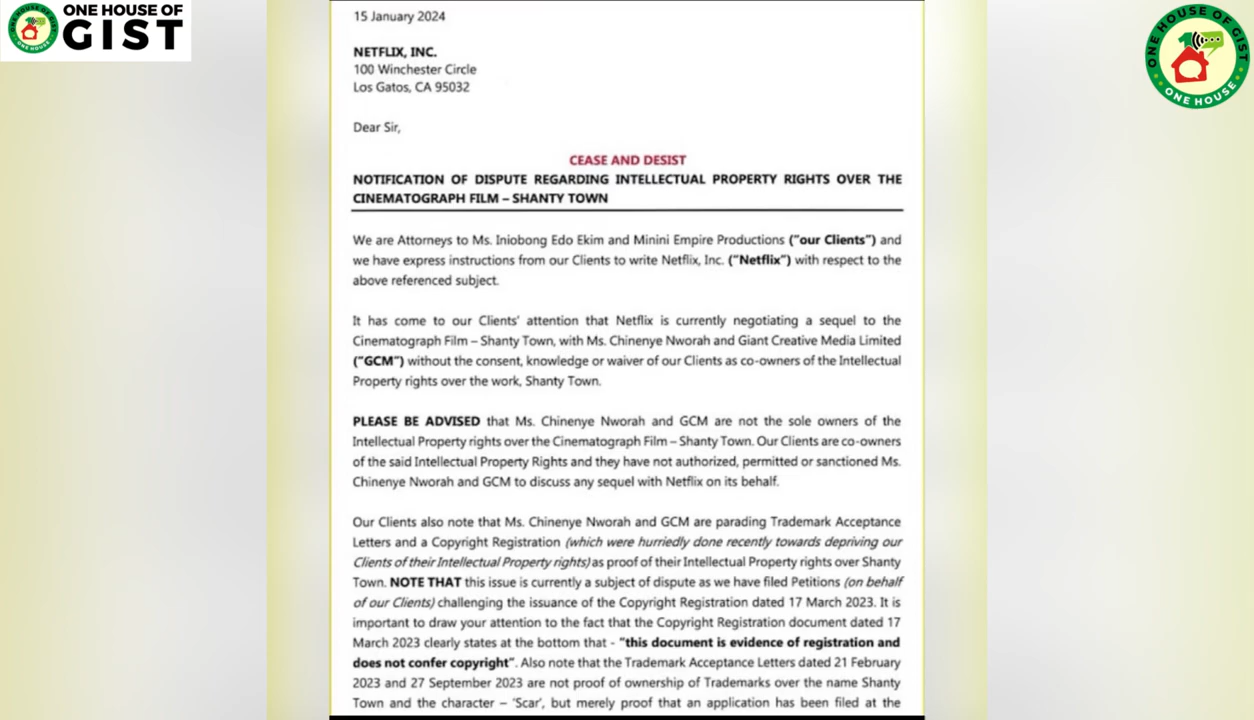 ONE HOUSE OF
GIST
ONE HOUSE OF GIST
ONE HOUSE
15 January 2024
NETFLIX, INC.
100 Winchester Circle
Los Gatos, CA 95032
Dear Sir,
CEASE AND DESIST
NOTIFICATION OF DISPUTE REGARDING INTELLECTUAL PROPERTY RIGHTS OVER THE
CINEMATOGRAPH FILM – SHANTY TOWN
We are Attorneys to Ms. Iniobong Edo Ekim and Minini Empire Productions ("our Clients") and
we have express instructions from our Clients to write Netflix, Inc. ("Netflix") with respect to the
above referenced subject.
It has come to our Clients' attention that Netflix is currently negotiating a sequel to the
Cinematograph Film – Shanty Town, with Ms. Chinenye Nworah and Giant Creative Media Limited
("GCM") without the consent, knowledge or waiver of our Clients as co-owners of the Intellectual
Property rights over the work, Shanty Town.
PLEASE BE ADVISED that Ms. Chinenye Nworah and GCM are not the sole owners of the
Intellectual Property rights over the Cinematograph Film – Shanty Town. Our Clients are co-owners
of the said Intellectual Property Rights and they have not authorized, permitted or sanctioned Ms.
Chinenye Nworah and GCM to discuss any sequel with Netflix on its behalf.
Our Clients also note that Ms. Chinenye Nworah and GCM are parading Trademark Acceptance
Letters and a Copyright Registration (which were hurriedly done recently towards depriving our
Clients of their Intellectual Property rights) as proof of their Intellectual Property rights over Shanty
Town. NOTE THAT this issue is currently a subject of dispute as we have filed Petitions (on behalf
of our Clients) challenging the issuance of the Copyright Registration dated 17 March 2023. It is
important to draw your attention to the fact that the Copyright Registration document dated 17
March 2023 clearly states at the bottom that - "this document is evidence of registration and
does not confer copyright". Also note that the Trademark Acceptance Letters dated 21 February
2023 and 27 September 2023 are not proof of ownership of Trademarks over the name Shanty
Town and the character – 'Scar', but merely proof that an application has been filed at the